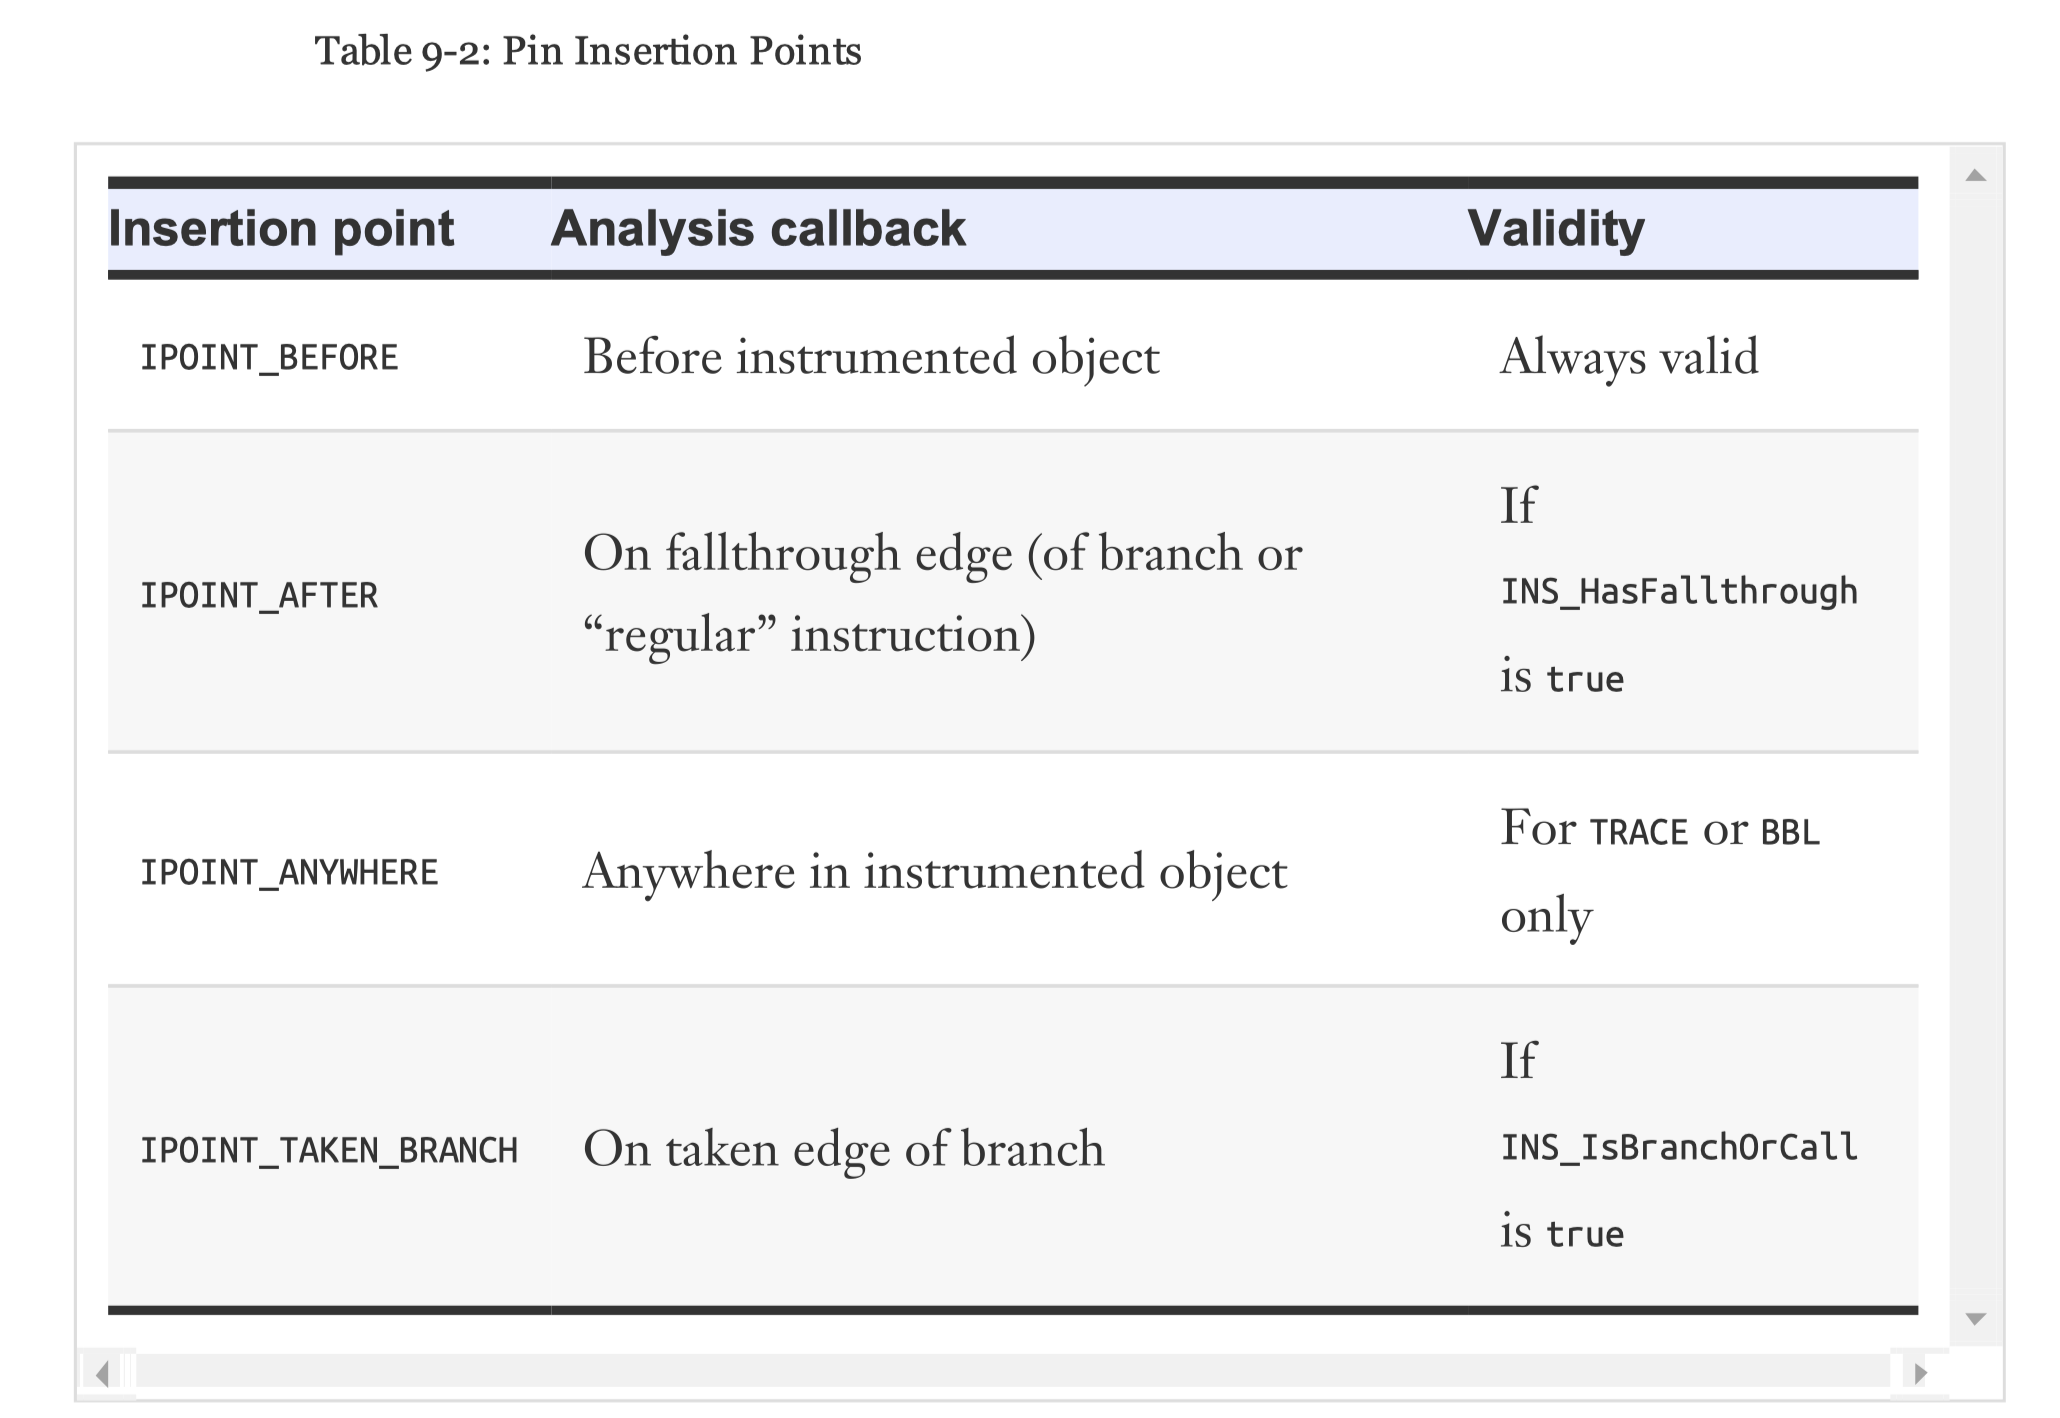 Table 9-2: Pin Insertion Points
Insertion point Analysis callback Validity
IPOINT_BEFORE Before instrumented object Always valid
IPOINT_AFTER On fallthrough edge (of branch or
“regular” instruction) If
INS_HasFallthrough
is true
IPOINT_ANYWHERE Anywhere in instrumented object For TRACE or BBL
only
IPOINT_TAKEN_BRANCH On taken edge of branch If
INS_IsBranchOrCall
is true